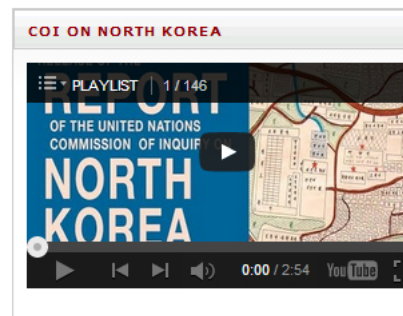 COI ON NORTH KOREA
PLAYLIST 1 / 146
REPORT
OF THE UNITED NATIONS
COMMISSION OF INQUIRY
NORTH
KOREA
0:00 / 2:54 YouTube